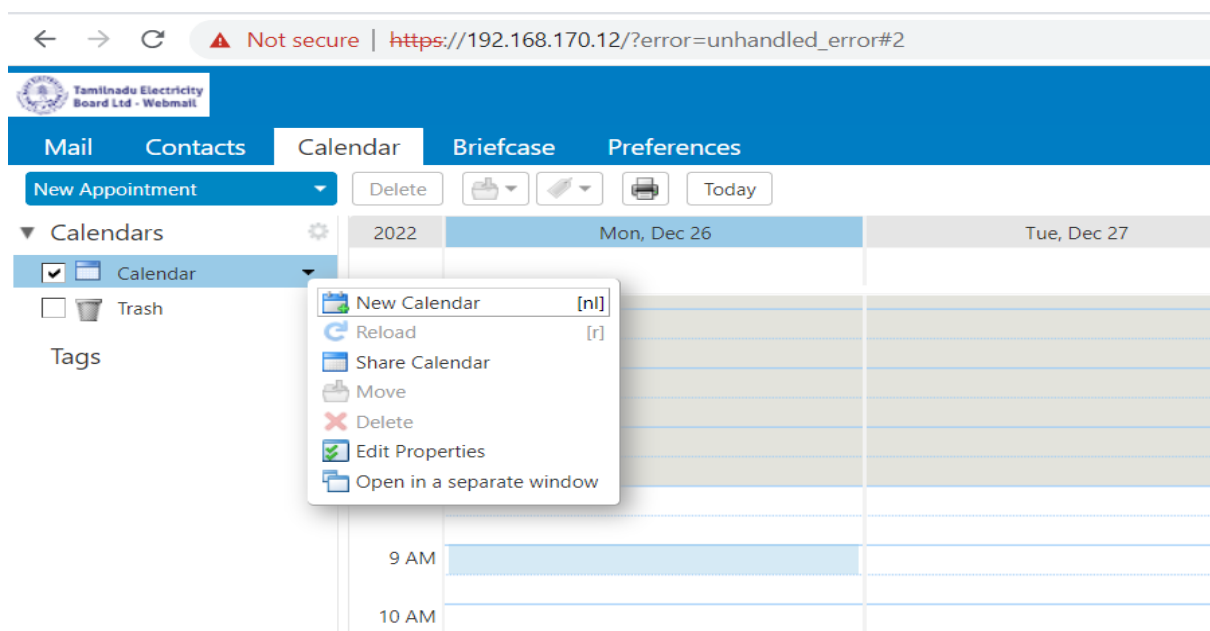 Not secure | https://192.168.170.12/?error=unhandled_error#2
Tamilnadu Electricity
Board Ltd - Webmail
Mail Contacts Calendar Briefcase Preferences
New Appointment Delete Today
Calendars 2022 Mon, Dec 26 Tue, Dec 27
Calendar
Trash
Tags
New Calendar [nl]
Reload [r]
Share Calendar
Move
Delete
Edit Properties
Open in a separate window
9 AM
10 AM